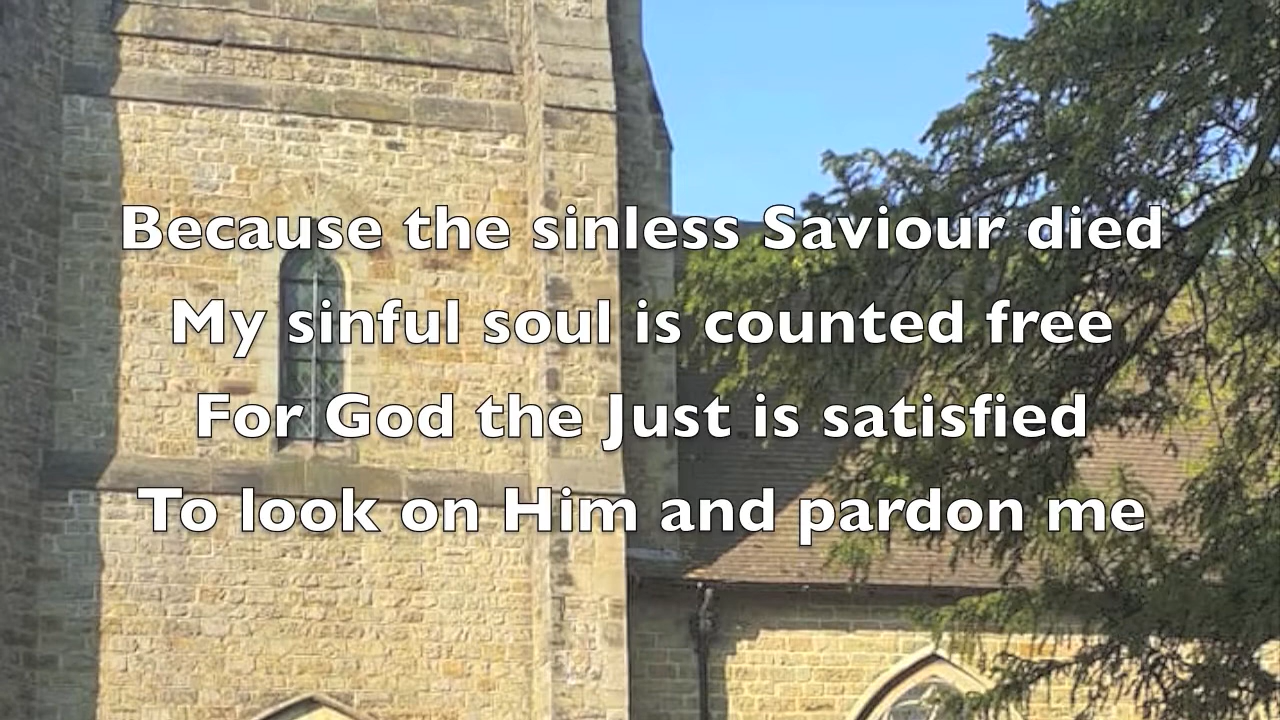 Because the sinless Saviour died
My sinful soul is counted free
For God the Just is satisfied
To look on Him and pardon me